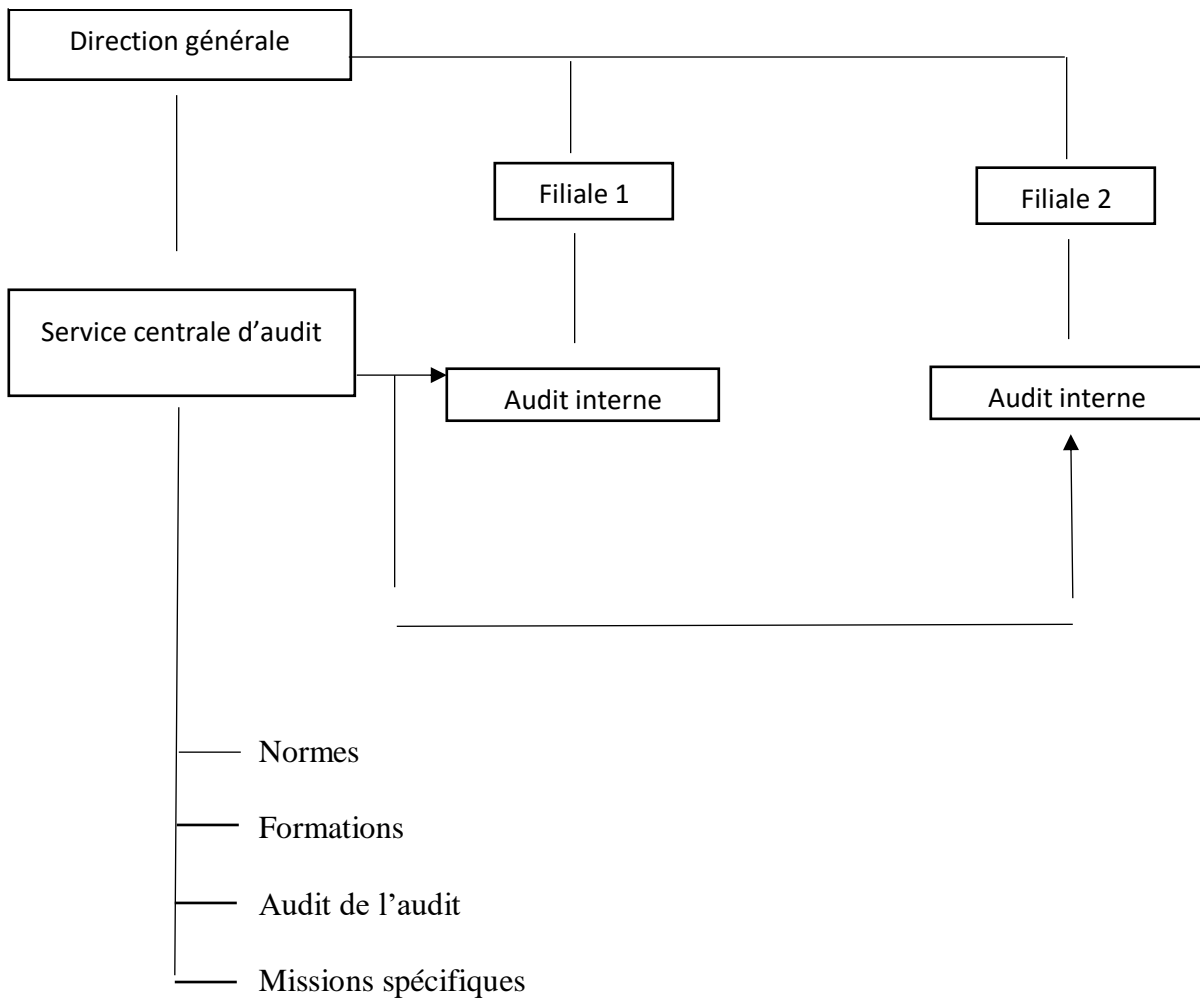 Direction générale
Filiale 1
Filiale 2
Service centrale d’audit
Audit interne
Audit interne
Normes
Formations
Audit de l’audit
Missions spécifiques